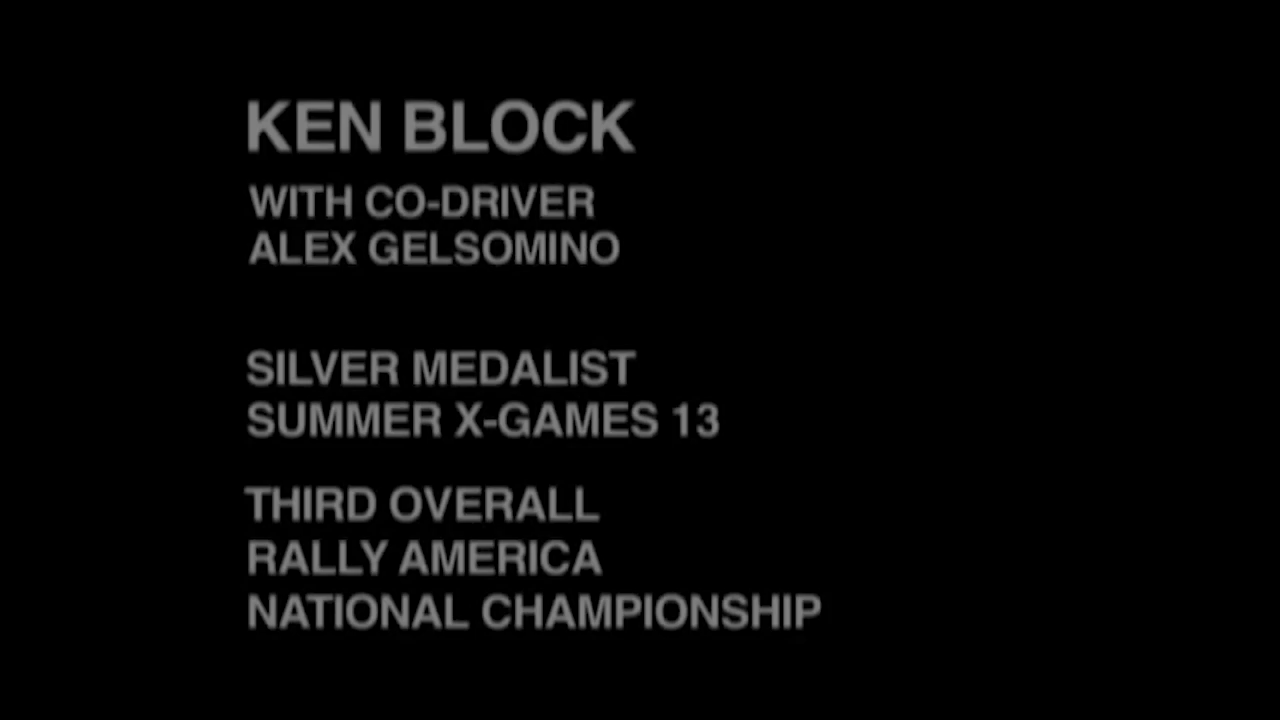 KEN BLOCK
WITH CO-DRIVER
ALEX GELSOMINO
SILVER MEDALIST
SUMMER X-GAMES 13
THIRD OVERALL
RALLY AMERICA
NATIONAL CHAMPIONSHIP